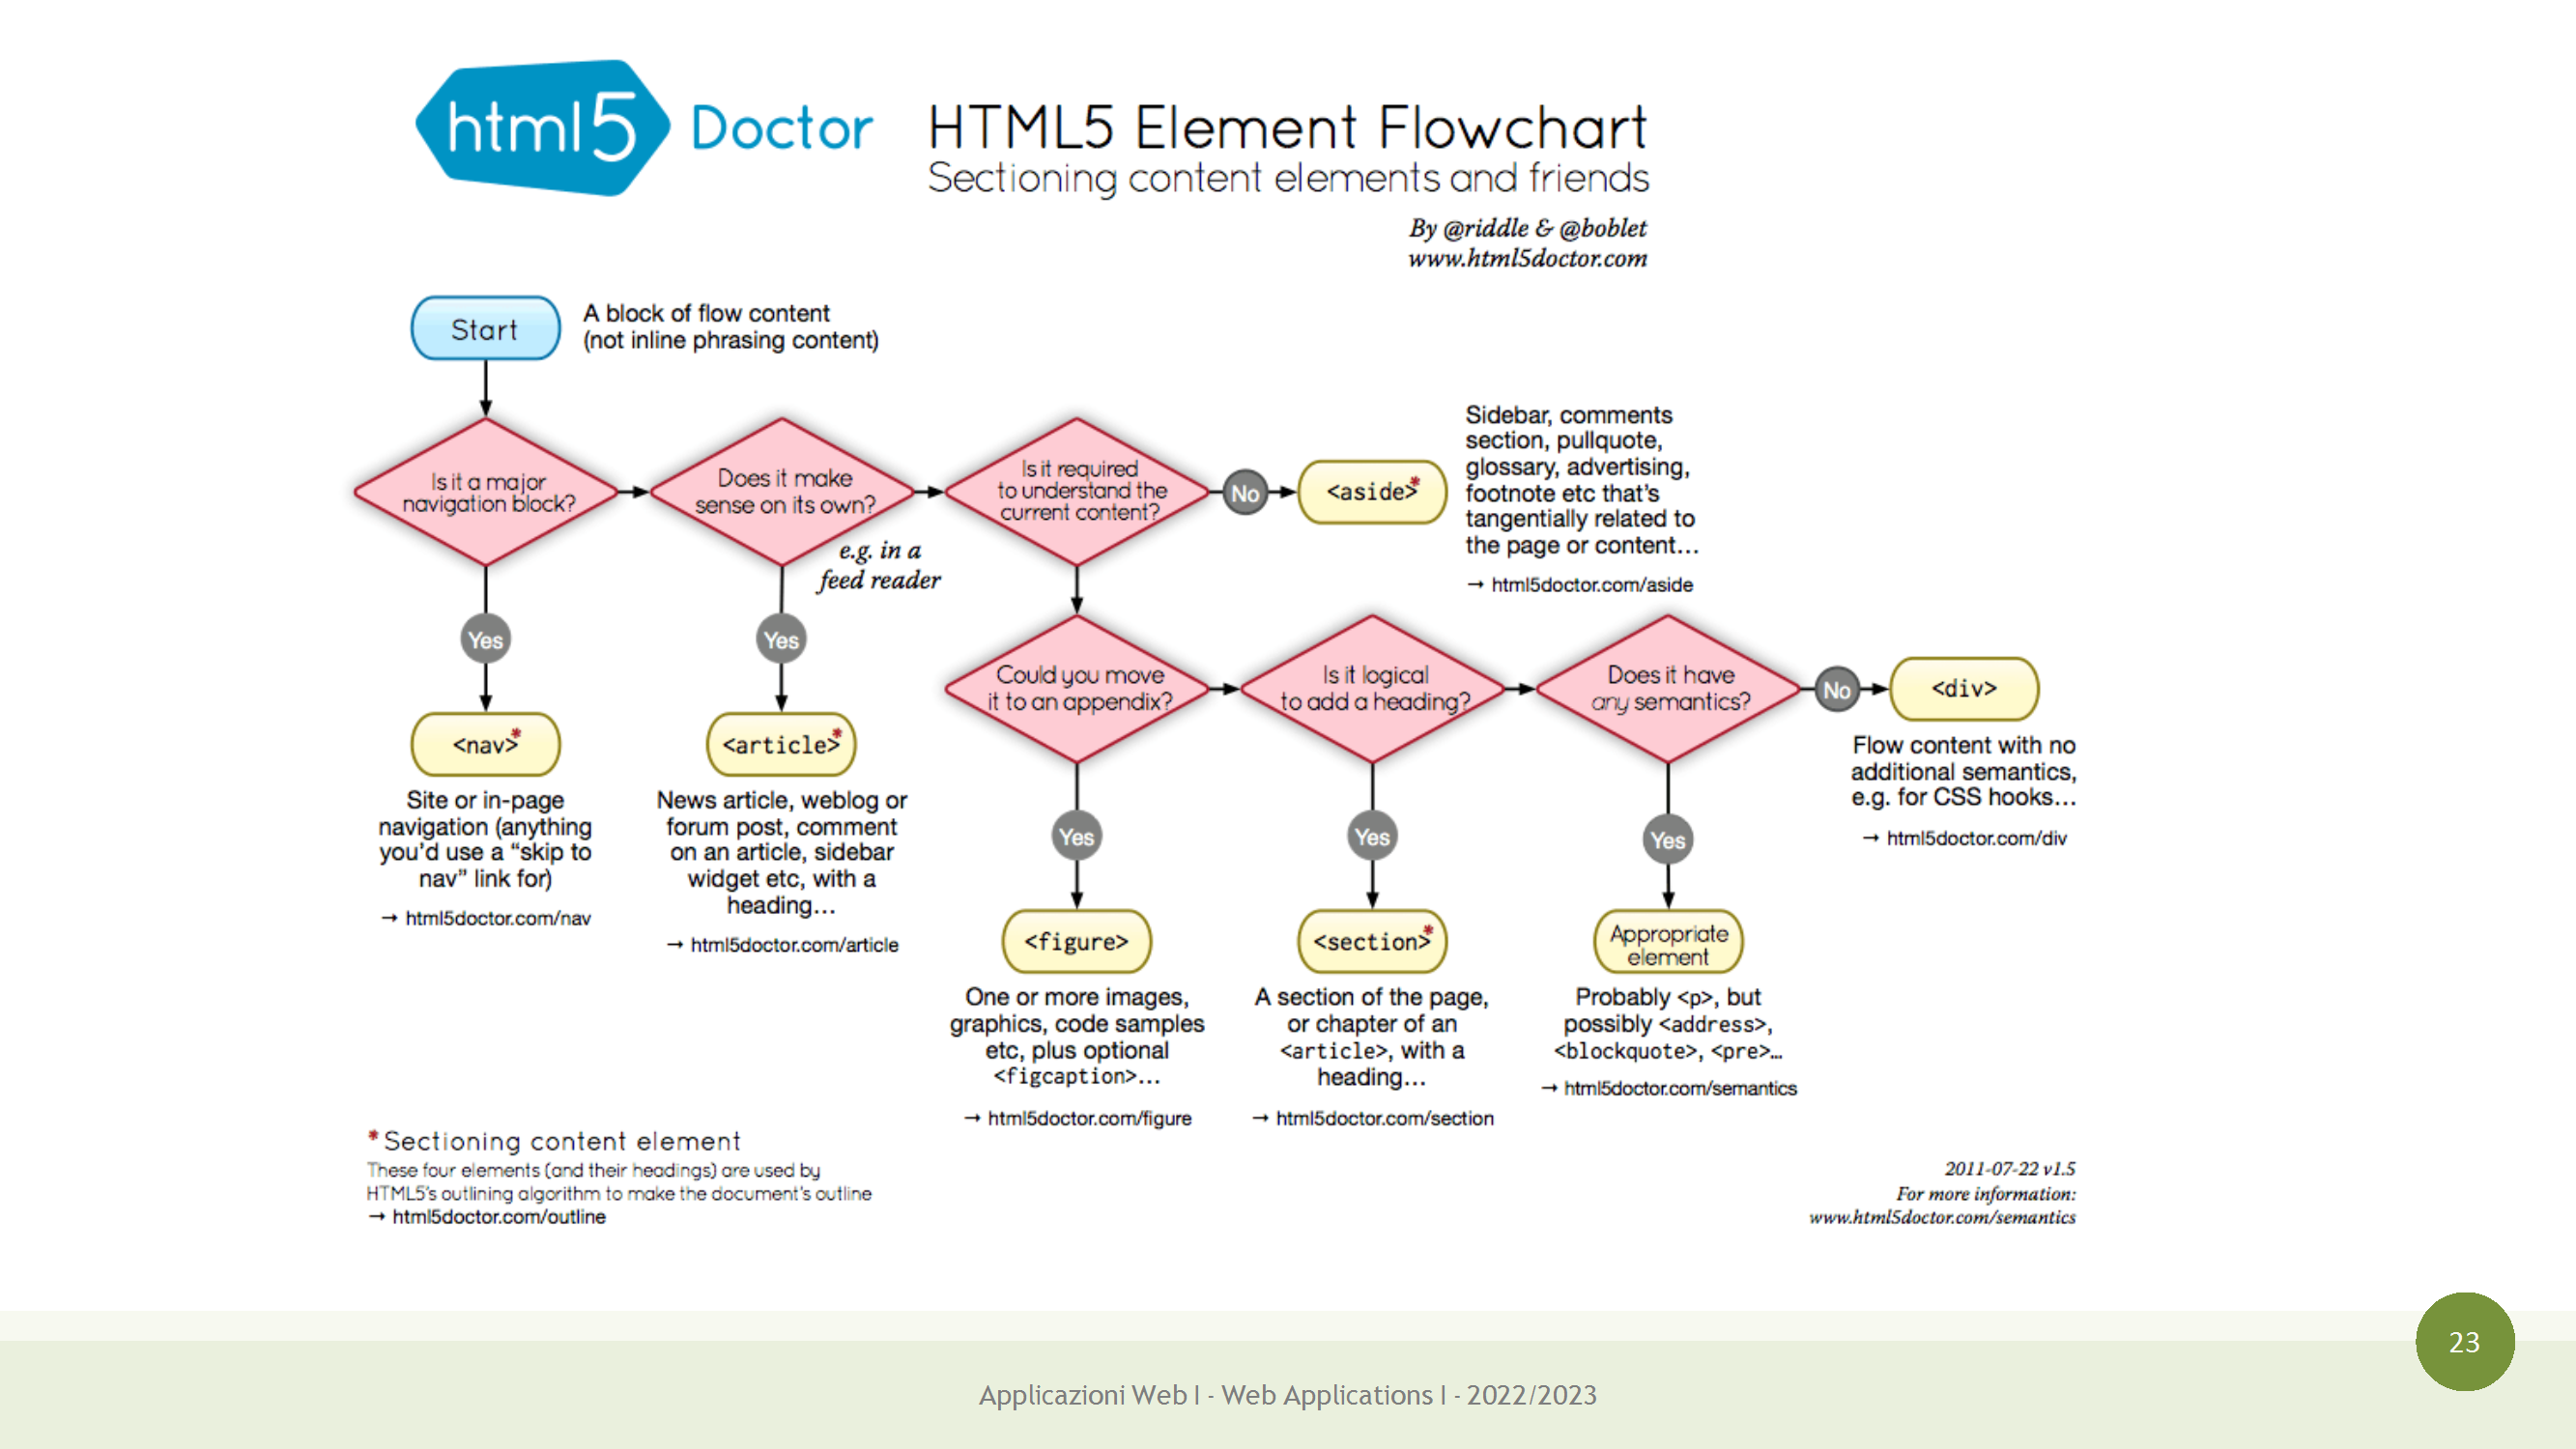 html5 Doctor
HTML5 Element Flowchart
Sectioning content elements and friends
By @riddle & @boblet
www.html5doctor.com
Start
A block of flow content
(not inline phrasing content)
Is it a major
navigation block?
Does it make
sense on its own?
e.g. in a
feed reader
Is it required
to understand the
current content?
No
<aside>*
Sidebar, comments
section, pullquote,
glossary, advertising,
footnote etc that's
tangentially related to
the page or content...
→ html5doctor.com/aside
Yes
<nav>*
Site or in-page
navigation (anything
you'd use a “skip to
nav” link for)
→ html5doctor.com/nav
Yes
<article>*
News article, weblog or
forum post, comment
on an article, sidebar
widget etc, with a
heading...
→ html5doctor.com/article
Could you move
it to an appendix?
Is it logical
to add a heading?
Does it have
any semantics?
No
<div>
Flow content with no
additional semantics,
e.g. for CSS hooks...
→ html5doctor.com/div
Yes
<figure>
One or more images,
graphics, code samples
etc, plus optional
<figcaption>...
→ html5doctor.com/figure
Yes
<section>*
A section of the page,
or chapter of an
<article>, with a
heading...
→ html5doctor.com/section
Yes
Appropriate
element
Probably <p>, but
possibly <address>,
<blockquote>, <pre>...
→ html5doctor.com/semantics
* Sectioning content element
These four elements (and their headings) are used by
HTML5's outlining algorithm to make the document's outline
→ html5doctor.com/outline
2011-07-22 v1.5
For more information:
www.html5doctor.com/semantics
23
Applicazioni Web I - Web Applications I - 2022/2023